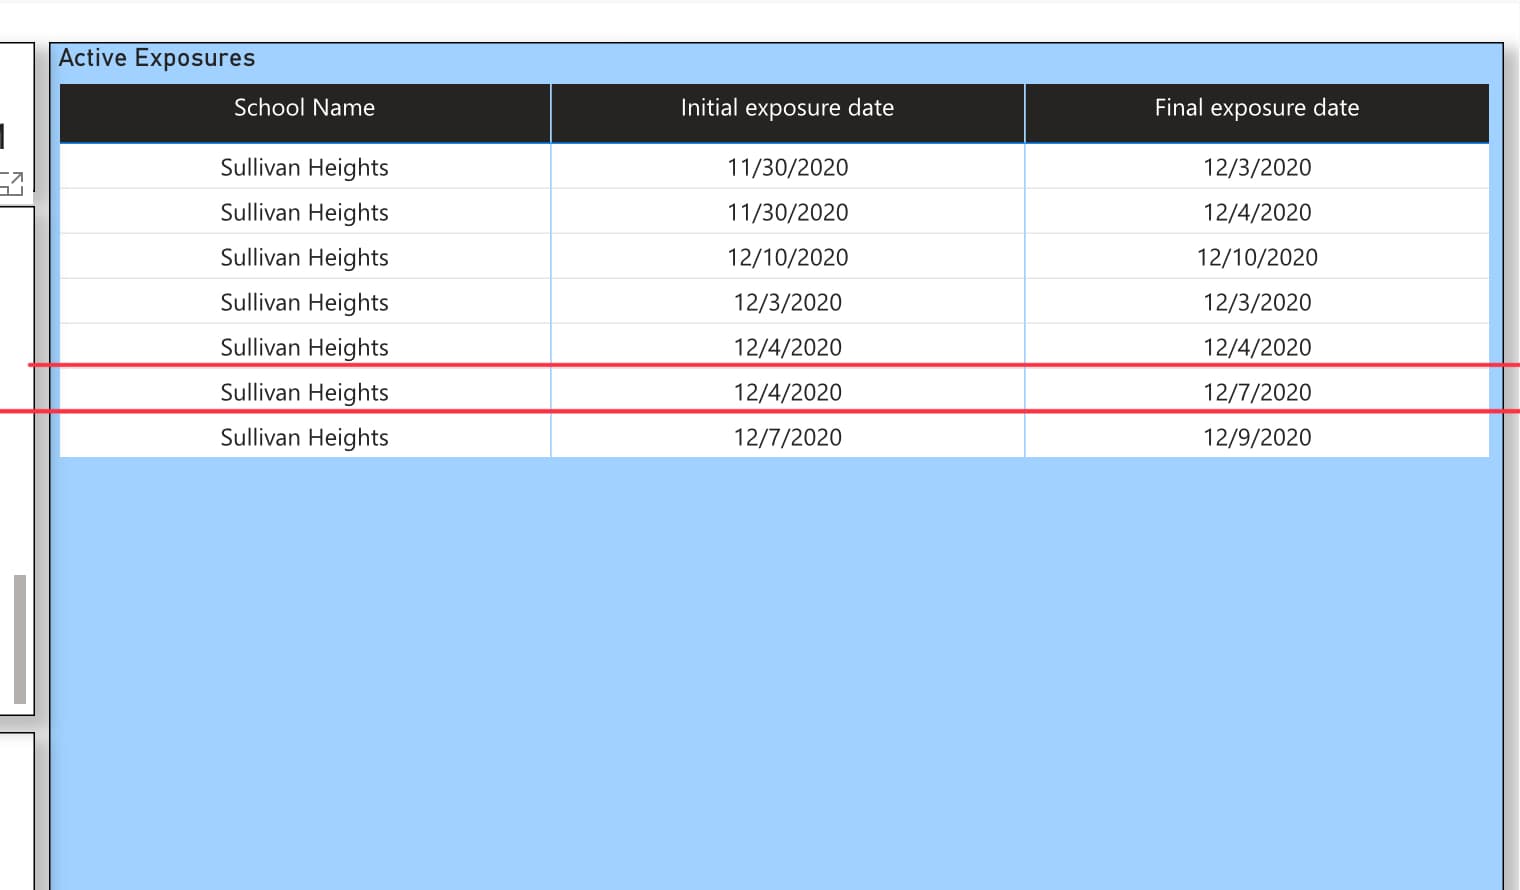 Active Exposures
School Name Initial exposure date Final exposure date
Sullivan Heights 11/30/2020 12/3/2020
Sullivan Heights 11/30/2020 12/4/2020
Sullivan Heights 12/10/2020 12/10/2020
Sullivan Heights 12/3/2020 12/3/2020
Sullivan Heights 12/4/2020 12/4/2020
Sullivan Heights 12/4/2020 12/7/2020
Sullivan Heights 12/7/2020 12/9/2020